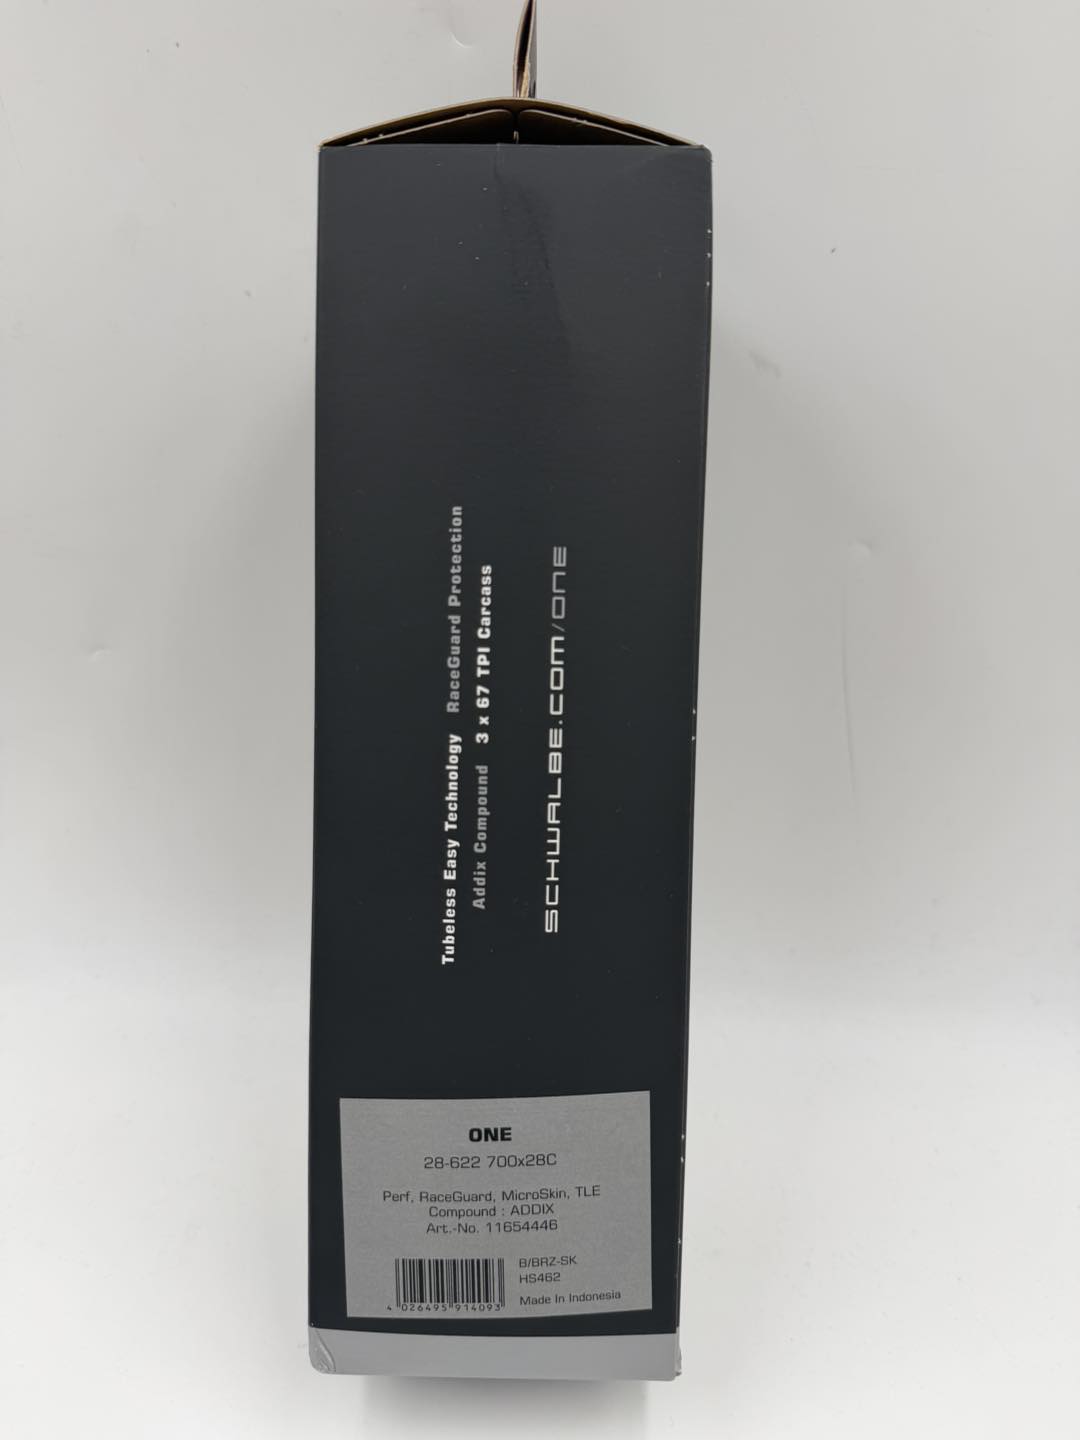 Tubeless Easy Technology RaceGuard Protection
Addix Compound 3 x 67 TPI Carcass
SCHWALBE.COM/ONE
ONE
28-622 700x28C
Perf, RaceGuard, MicroSkin, TLE
Compound : ADDIX
Art.-No. 11654446
B/BRZ-SK
HS462
Made In Indonesia
4 026495 914093